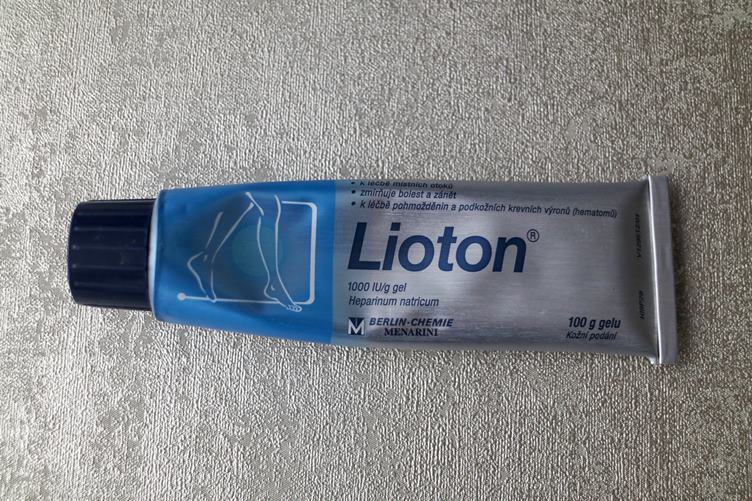 • k léčbě místních otoků
• zmírňuje bolest a zánět
• k léčbě pohmožděnin a podkožních krevních výronů (hematomů)
Lioton®
1000 IU/g gel
Heparinum natricum
M BERLIN-CHEMIE
MENARINI
100 g gelu
Kožní podání